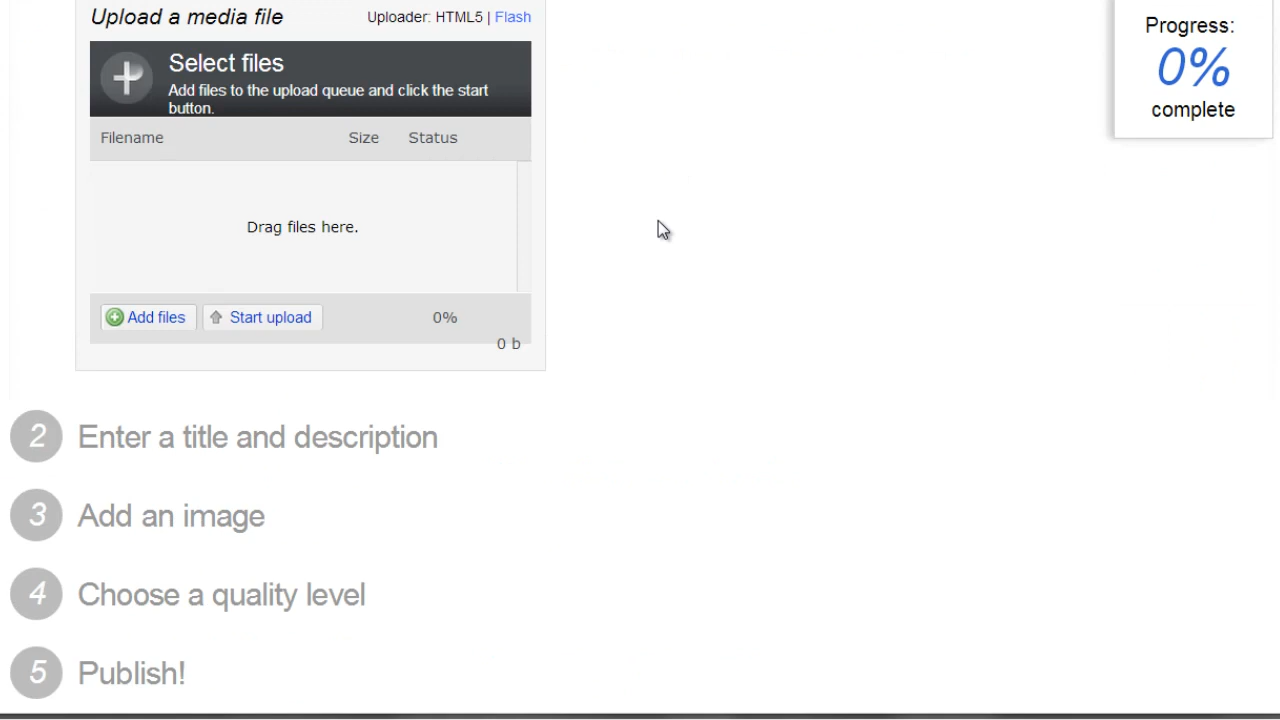 Upload a media file
Uploader: HTML5 | Flash
Select files
Add files to the upload queue and click the start
button.
Filename Size Status
Drag files here.
Add files Start upload 0%
0 b
Progress:
0%
complete
2 Enter a title and description
3 Add an image
4 Choose a quality level
5 Publish!